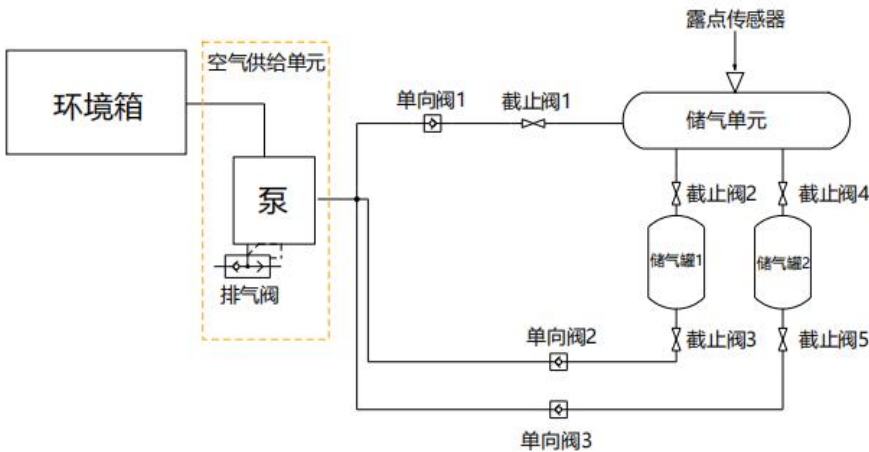 露点传感器
空气供给单元
环境箱
单向阀1
截止阀1
储气单元
泵
截止阀2
截止阀4
储气罐1
储气罐2
排气阀
单向阀2
截止阀3
截止阀5
单向阀3